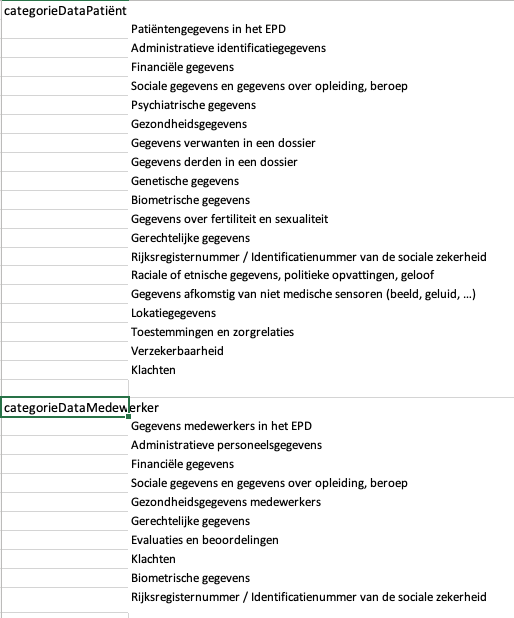 categorieDataPatiënt
Patiëntengegevens in het EPD
Administratieve identificatiegegevens
Financiële gegevens
Sociale gegevens en gegevens over opleiding, beroep
Psychiatrische gegevens
Gezondheidsgegevens
Gegevens verwanten in een dossier
Gegevens derden in een dossier
Genetische gegevens
Biometrische gegevens
Gegevens over fertiliteit en sexualiteit
Gerechtelijke gegevens
Rijksregisternummer / Identificatienummer van de sociale zekerheid
Raciale of etnische gegevens, politieke opvattingen, geloof
Gegevens afkomstig van niet medische sensoren (beeld, geluid, ...)
Lokatiegegevens
Toestemmingen en zorgrelaties
Verzekerbaarheid
Klachten
categorieDataMedewerker
Gegevens medewerkers in het EPD
Administratieve personeelsgegevens
Financiële gegevens
Sociale gegevens en gegevens over opleiding, beroep
Gezondheidsgegevens medewerkers
Gerechtelijke gegevens
Evaluaties en beoordelingen
Klachten
Biometrische gegevens
Rijksregisternummer / Identificatienummer van de sociale zekerheid